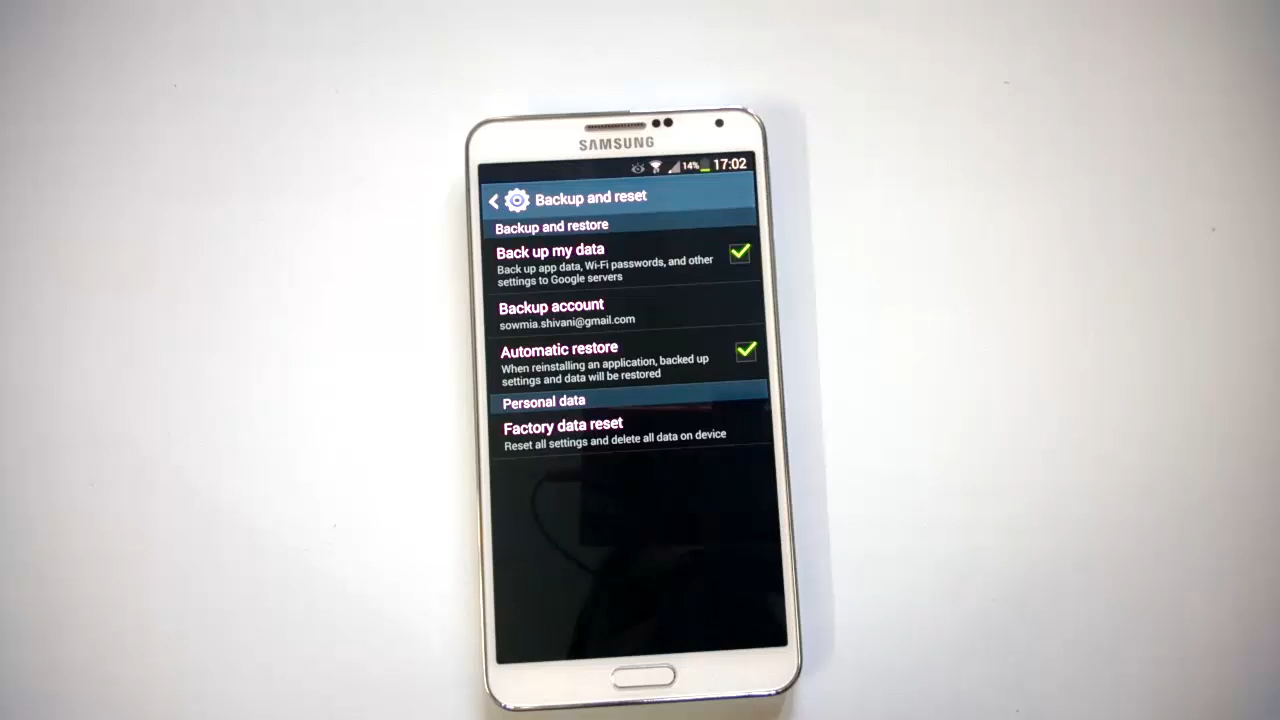 SAMSUNG
14% 17:02
Backup and reset
Backup and restore
Back up my data
Back up app data, Wi-Fi passwords, and other
settings to Google servers
Backup account
sowmia.shivani@gmail.com
Automatic restore
When reinstalling an application, backed up
settings and data will be restored
Personal data
Factory data reset
Reset all settings and delete all data on device